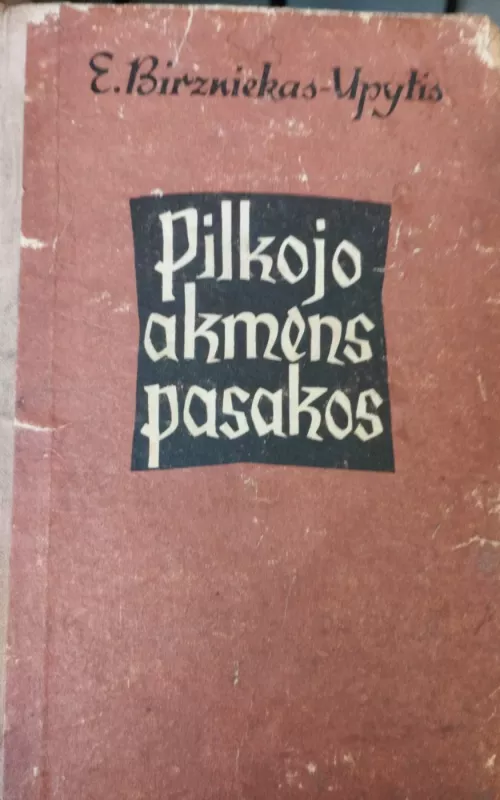 E. Birzniekas-Upytis
Pilkojo
akmens
pasakos